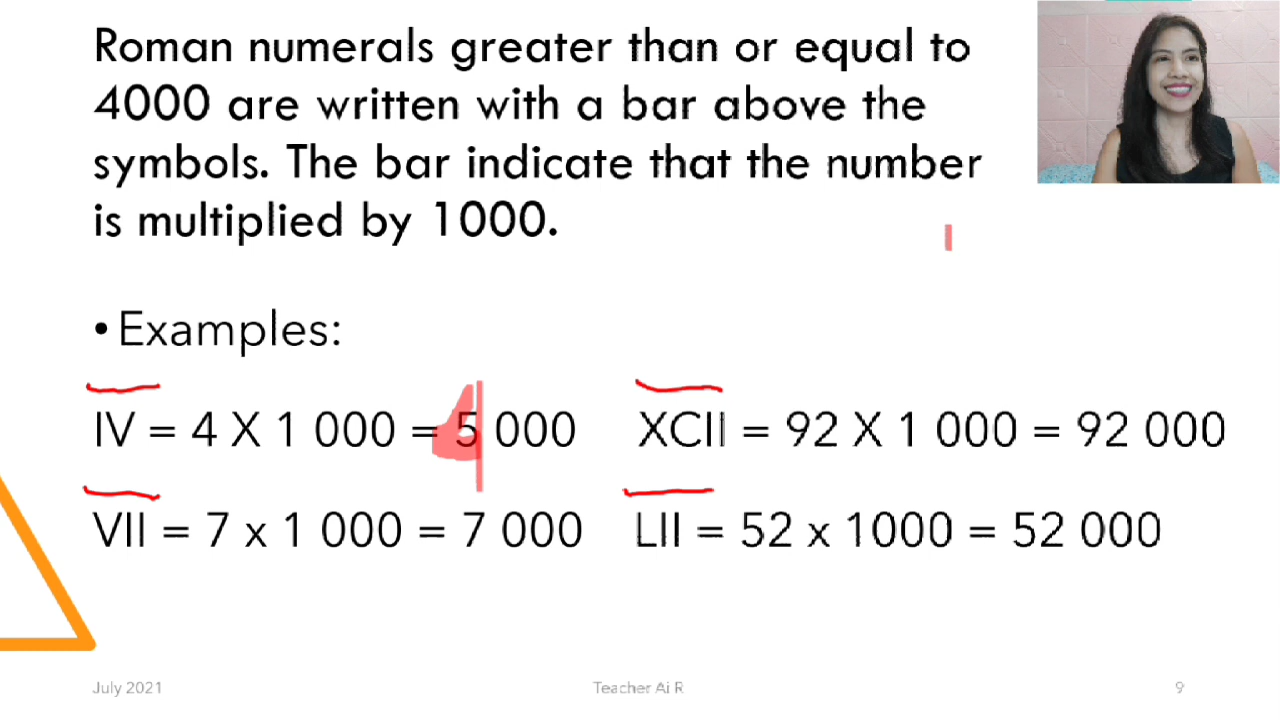 Roman numerals greater than or equal to
4000 are written with a bar above the
symbols. The bar indicate that the number
is multiplied by 1000.
•Examples:
IV = 4 X 1 000 = 5 000
XCII = 92 X 1 000 = 92 000
VII = 7 x 1 000 = 7 000
LII = 52 x 1000 = 52 000
July 2021
Teacher Ai R
9